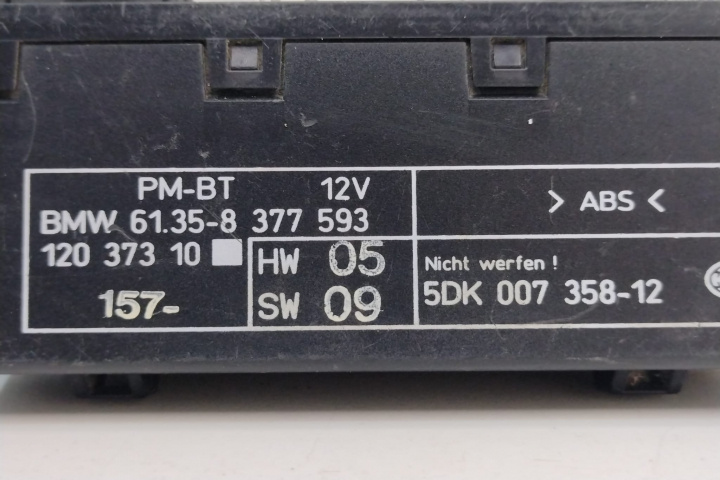 PM-BT 12V
BMW 61.35-8 377 593
120 373 10
157-
HW 05
SW 09
> ABS <
Nicht werfen !
5DK 007 358-12